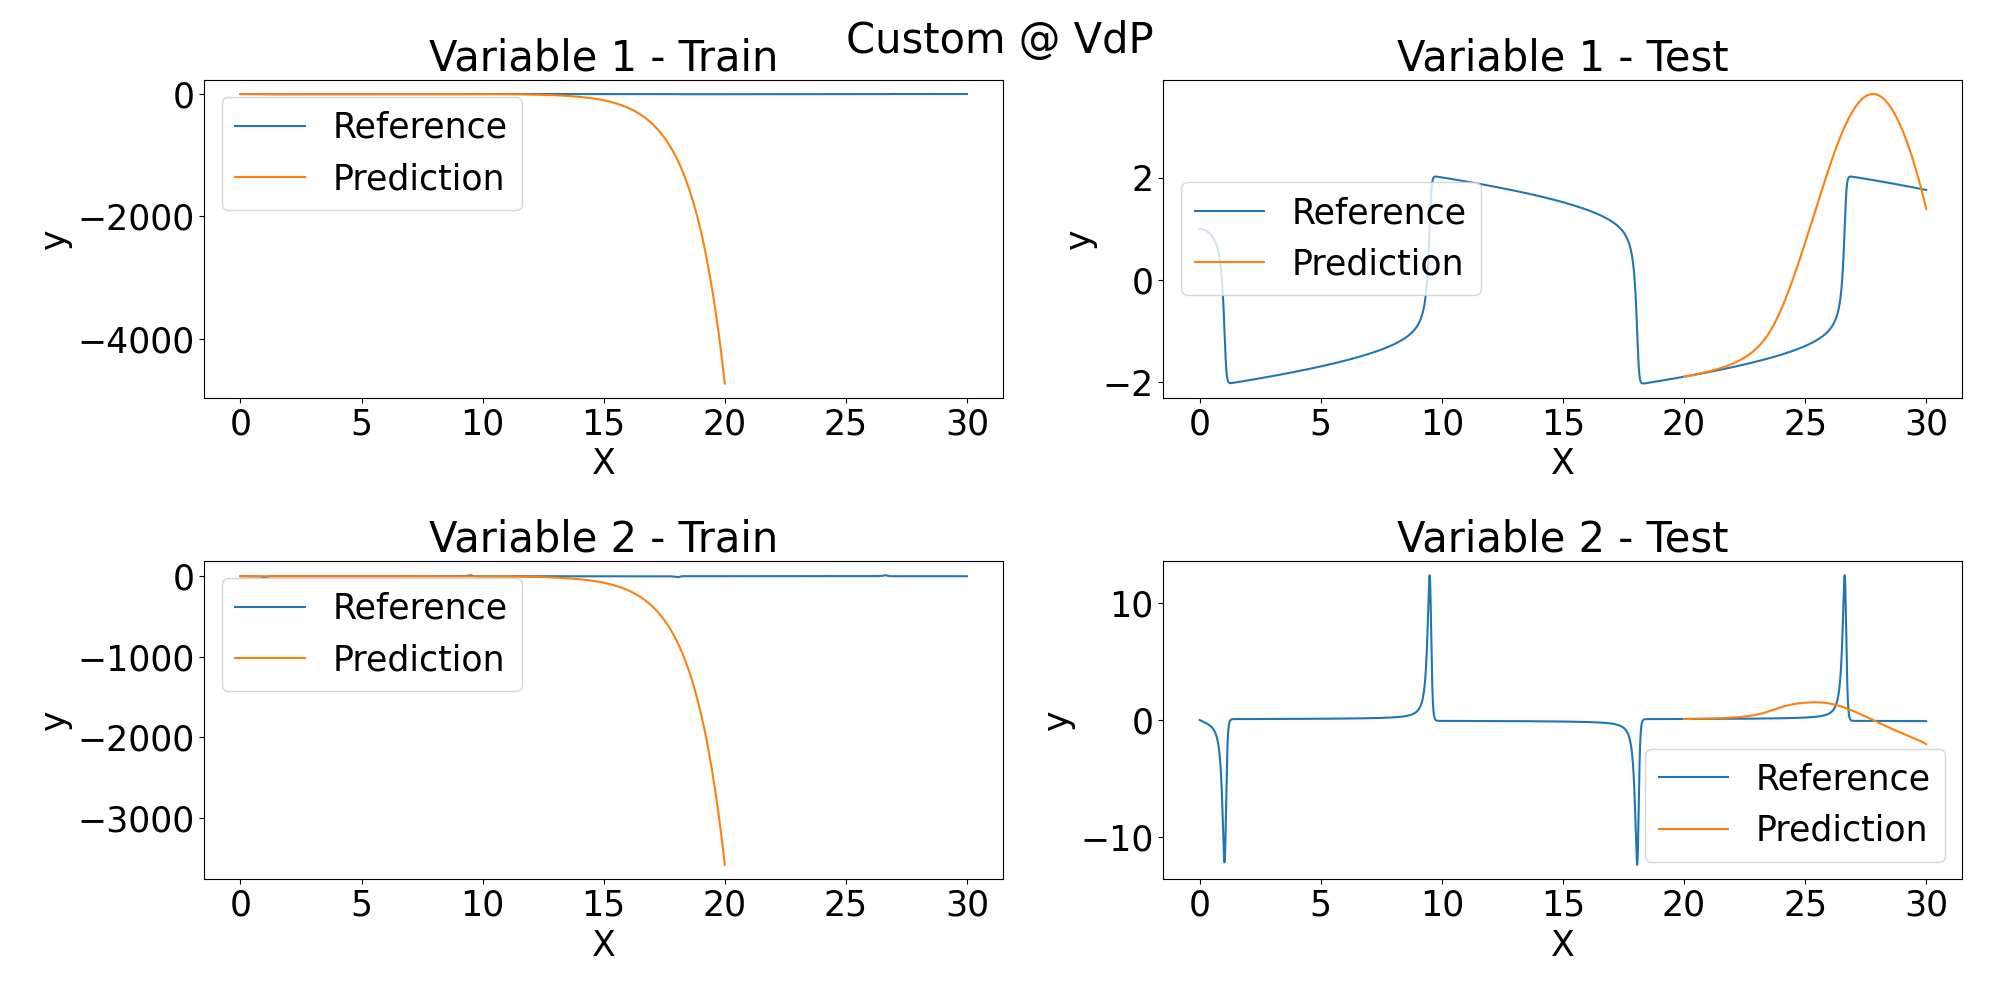 Custom @ VdP
Variable 1 - Train
0
−2000
−4000
y
Reference
Prediction
0 5 10 15 20 25 30
X
Variable 1 - Test
2
0
−2
y
Reference
Prediction
0 5 10 15 20 25 30
X
Variable 2 - Train
0
−1000
−2000
−3000
y
Reference
Prediction
0 5 10 15 20 25 30
X
Variable 2 - Test
10
0
−10
y
Reference
Prediction
0 5 10 15 20 25 30
X